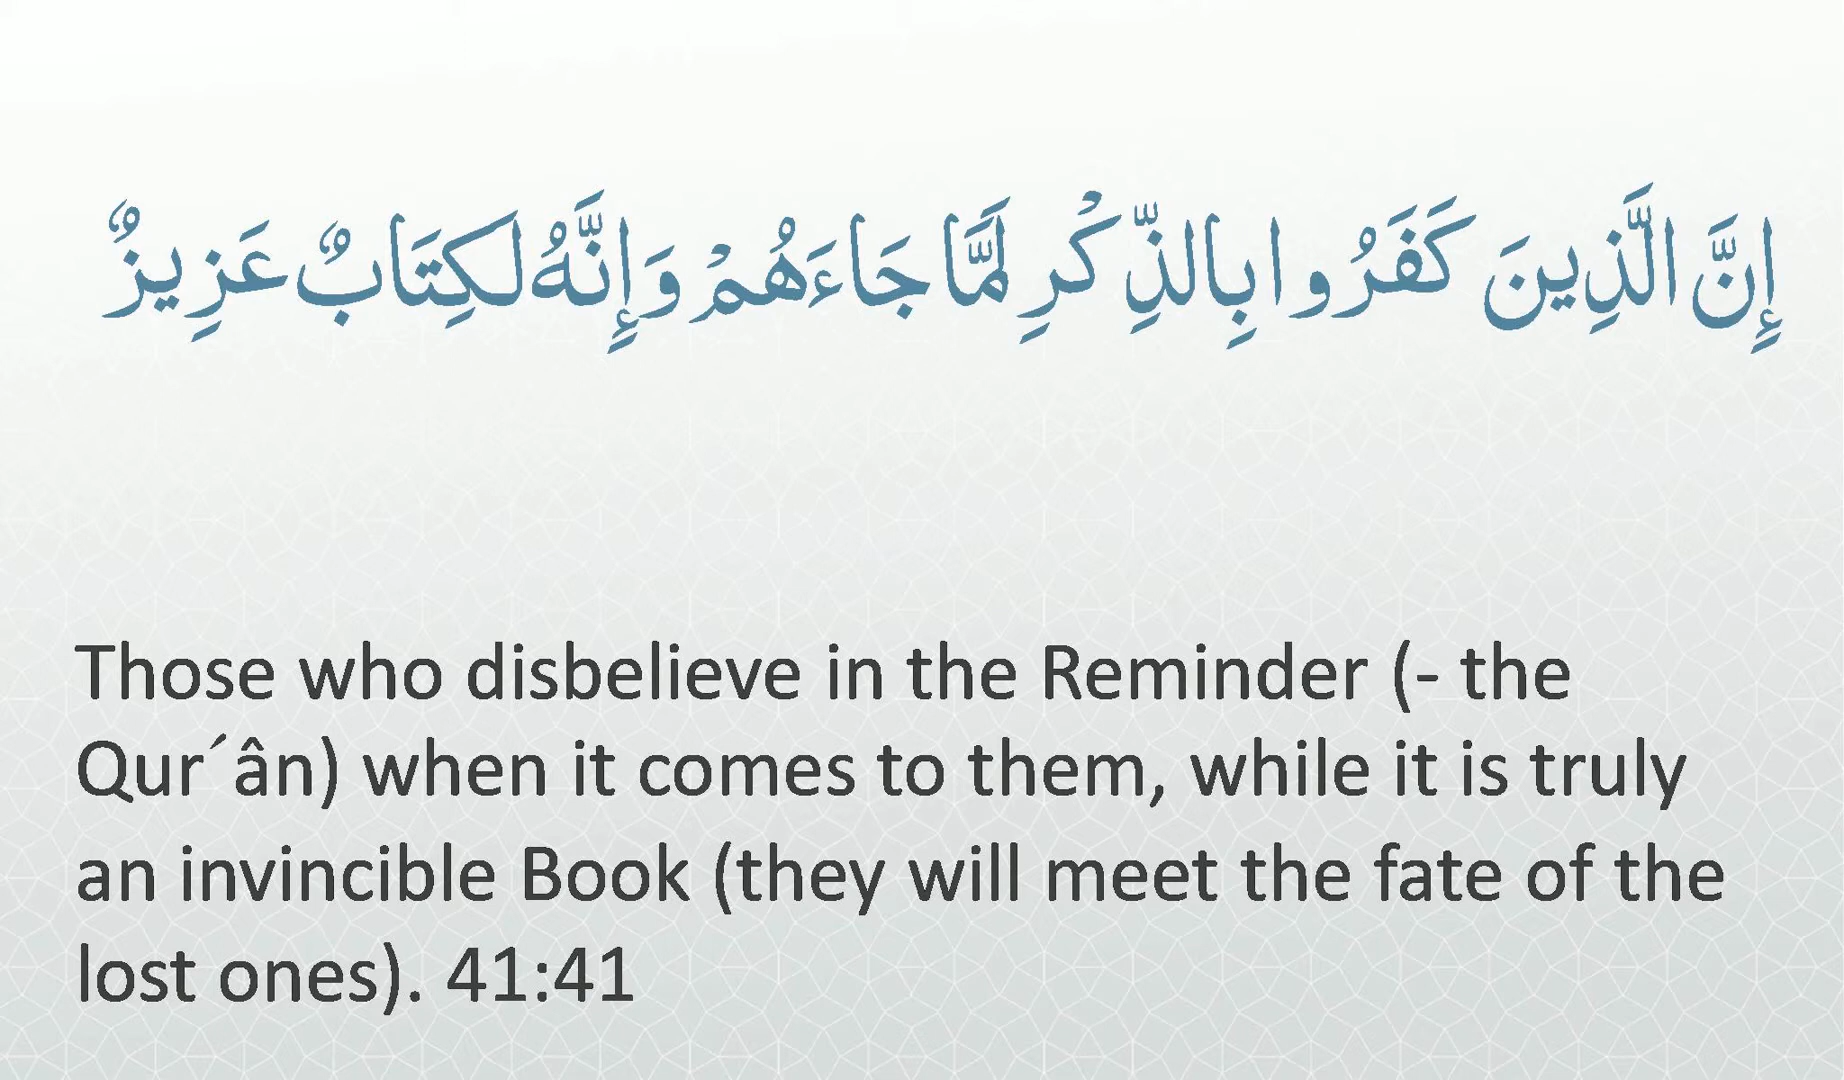 إِنَّ الَّذِينَ كَفَرُوا بِالذِّكْرِ لَمَّا جَاءَهُمْ وَإِنَّهُ لَكِتَابٌ عَزِيزٌ
Those who disbelieve in the Reminder (- the
Qur´ân) when it comes to them, while it is truly
an invincible Book (they will meet the fate of the
lost ones). 41:41